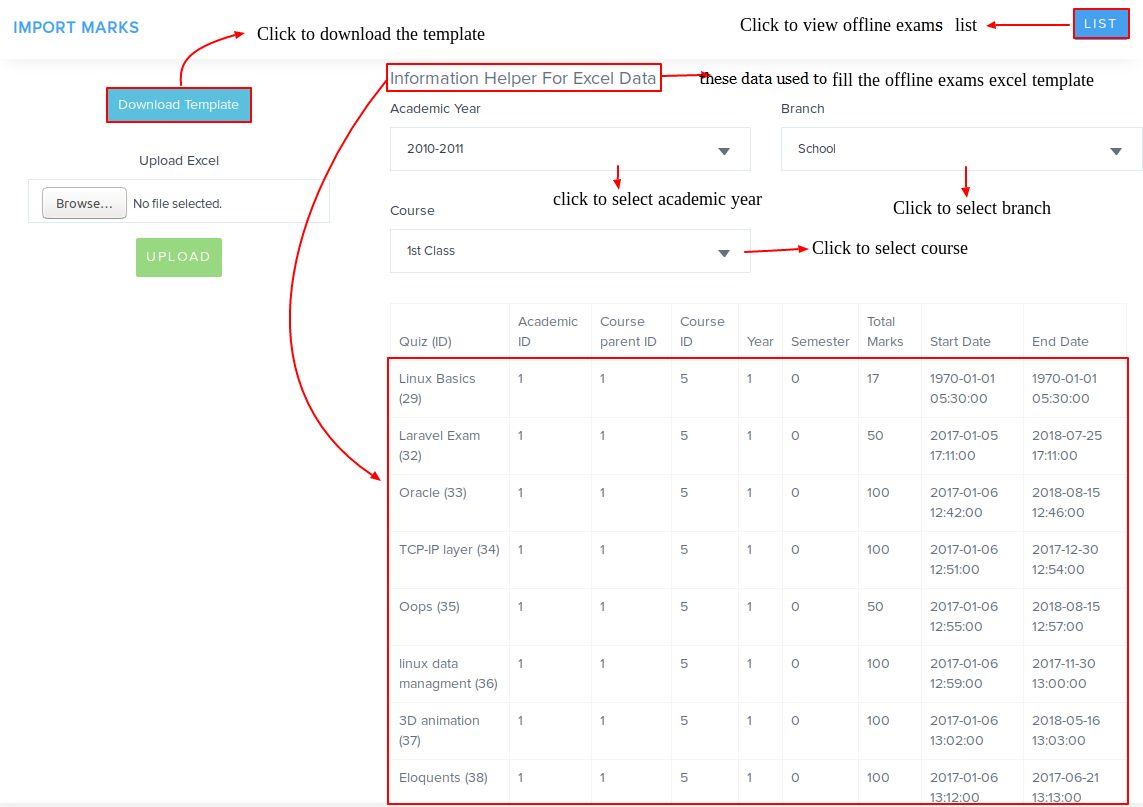 IMPORT MARKS
Click to download the template
Click to view offline exams list
LIST
Information Helper For Excel Data
these data used to fill the offline exams excel template
Download Template
Academic Year
Branch
2010-2011
School
Upload Excel
click to select academic year
Click to select branch
Browse... No file selected.
Course
UPLOAD
1st Class
Click to select course
Quiz (ID) Academic ID Course parent ID Course ID Year Semester Total Marks Start Date End Date
Linux Basics (29) 1 1 5 1 0 17 1970-01-01 05:30:00 1970-01-01 05:30:00
Laravel Exam (32) 1 1 5 1 0 50 2017-01-05 17:11:00 2018-07-25 17:11:00
Oracle (33) 1 1 5 1 0 100 2017-01-06 12:42:00 2018-08-15 12:46:00
TCP-IP layer (34) 1 1 5 1 0 100 2017-01-06 12:51:00 2017-12-30 12:54:00
Oops (35) 1 1 5 1 0 50 2017-01-06 12:55:00 2018-08-15 12:57:00
linux data managment (36) 1 1 5 1 0 100 2017-01-06 12:59:00 2017-11-30 13:00:00
3D animation (37) 1 1 5 1 0 100 2017-01-06 13:02:00 2018-05-16 13:03:00
Eloquents (38) 1 1 5 1 0 100 2017-01-06 13:12:00 2017-06-21 13:13:00